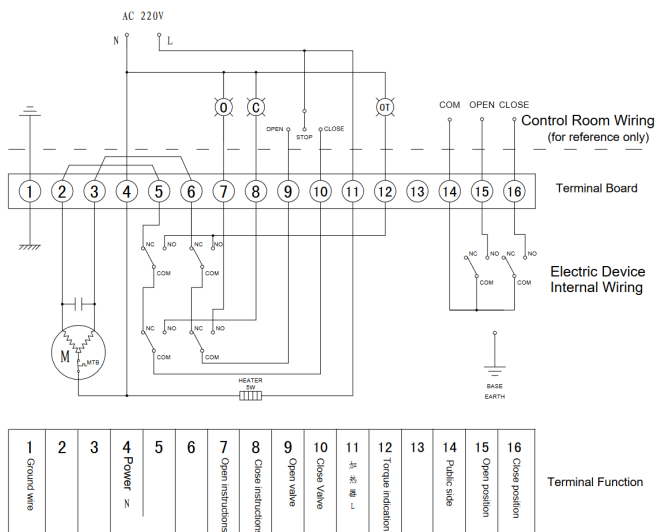 AC 220V
N L
O C OT
OPEN STOP CLOSE
COM OPEN CLOSE
Control Room Wiring
(for reference only)
1 2 3 4 5 6 7 8 9 10 11 12 13 14 15 16
Terminal Board
NC NO NC NO
COM COM
NC NO NC NO
COM COM
Electric Device
Internal Wiring
NC NO NC NO
COM COM
M MTB
HEATER
5W
BASE
EARTH
1 2 3 4 5 6 7 8 9 10 11 12 13 14 15 16
Ground wire
Power N
Open instructions
Close instructions
Open valve
Close Valve
L
Torque indication
Public side
Open position
Close position
Terminal Function